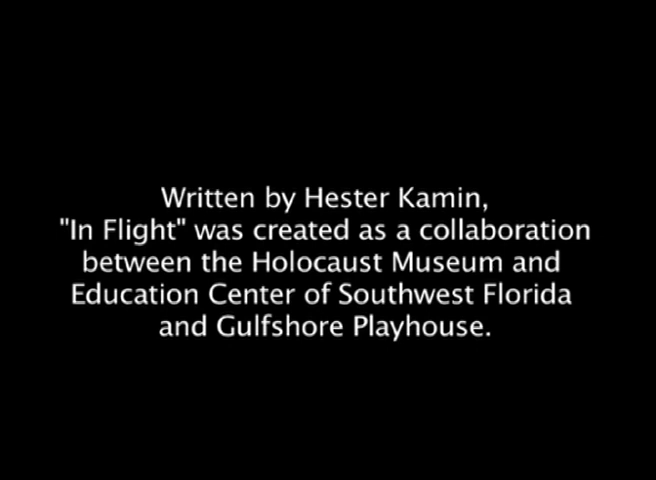 Written by Hester Kamin,
"In Flight" was created as a collaboration
between the Holocaust Museum and
Education Center of Southwest Florida
and Gulfshore Playhouse.